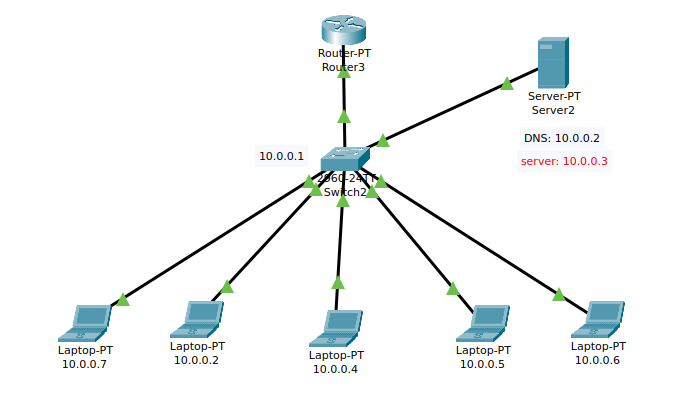 Router-PT
Router3
Server-PT
Server2
DNS: 10.0.0.2
server: 10.0.0.3
10.0.0.1
2960-24TT
Switch2
Laptop-PT
10.0.0.7
Laptop-PT
10.0.0.2
Laptop-PT
10.0.0.4
Laptop-PT
10.0.0.5
Laptop-PT
10.0.0.6